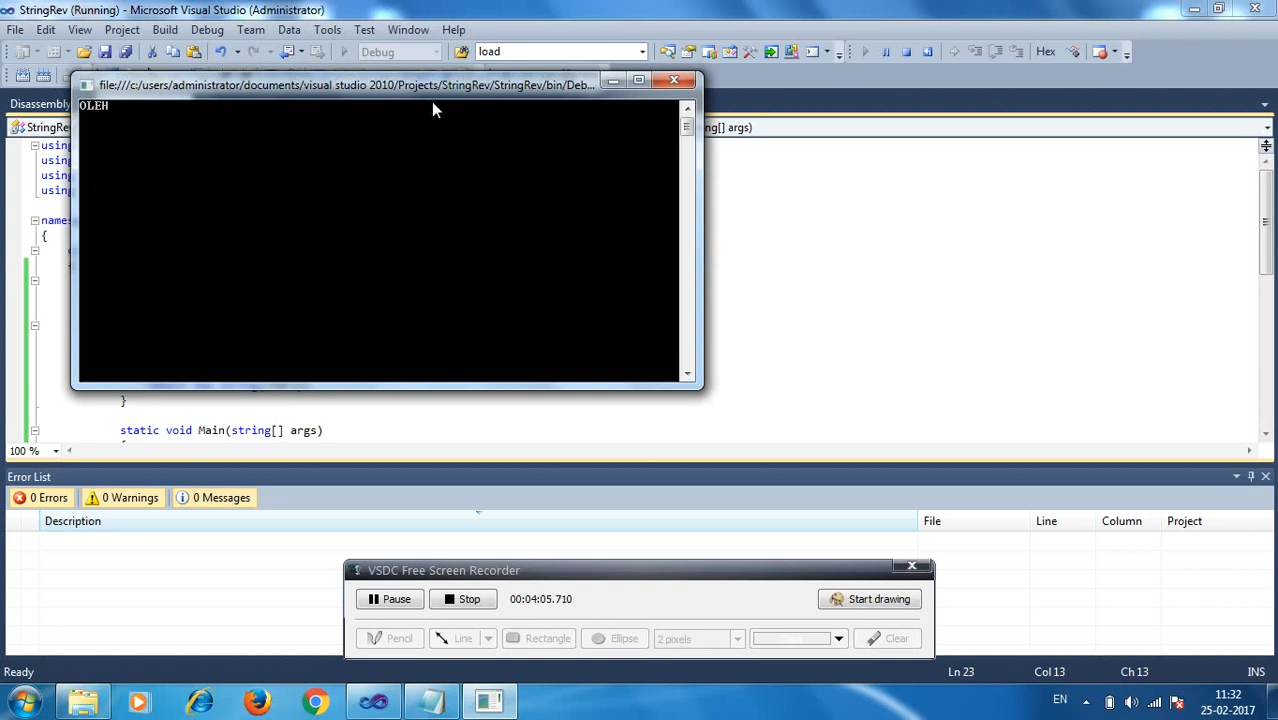 StringRev (Running) - Microsoft Visual Studio (Administrator)
File Edit View Project Build Debug Team Data Tools Test Window Help
Debug load Hex
file:///c:/users/administrator/documents/visual studio 2010/Projects/StringRev/StringRev/bin/Deb...
Disassembly
OLEH
StringRev
ng[] args)
using
using
using
using
names
{
}
static void Main(string[] args)
100 %
Error List
0 Errors 0 Warnings 0 Messages
Description File Line Column Project
VSDC Free Screen Recorder
Pause Stop 00:04:05.710 Start drawing
Pencil Line Rectangle Ellipse 2 pixels Clear
Ready Ln 23 Col 13 Ch 13 INS
EN 11:32
25-02-2017